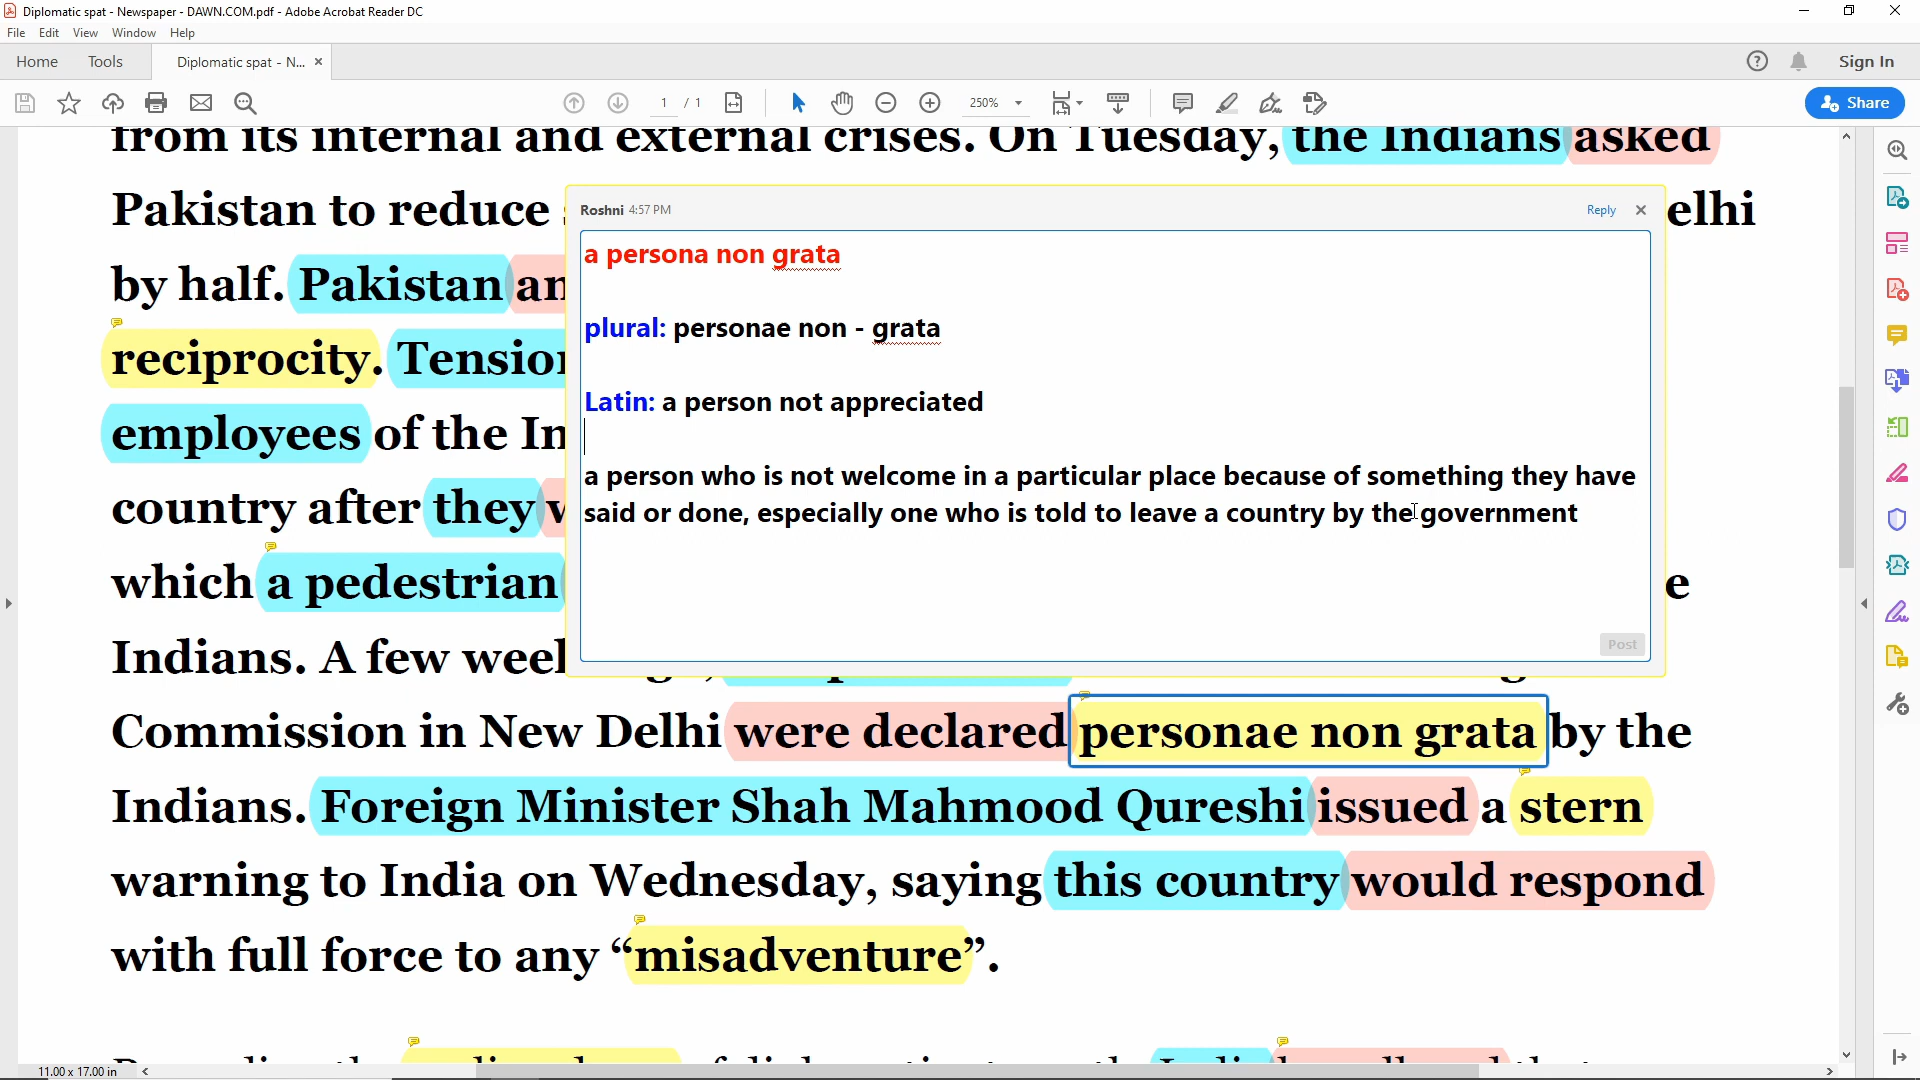 Diplomatic spat - Newspaper - DAWN.COM.pdf - Adobe Acrobat Reader DC
File Edit View Window Help
Home Tools Diplomatic spat - N... Sign In
1 / 1 250% Share
from its internal and external crises. On Tuesday, the Indians asked
Pakistan to reduce elhi
Roshni 4:57 PM Reply
a persona non grata
by half. Pakistan an
plural: personae non - grata
reciprocity. Tension
Latin: a person not appreciated
employees of the In
a person who is not welcome in a particular place because of something they have
country after they
said or done, especially one who is told to leave a country by the government
which a pedestrian e
Indians. A few
Post
Commission in New Delhi were declared personae non grata by the
Indians. Foreign Minister Shah Mahmood Qureshi issued a stern
warning to India on Wednesday, saying this country would respond
with full force to any “misadventure”.
11.00 x 17.00 in